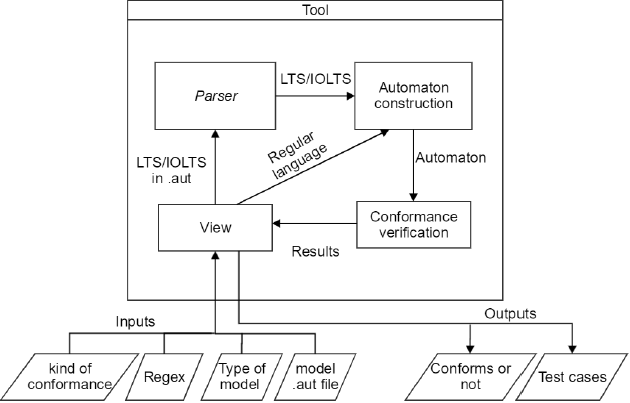 Tool
Parser
LTS/IOLTS
Automaton
construction
Regular
language
LTS/IOLTS
in .aut
Automaton
View
Results
Conformance
verification
Inputs
Outputs
kind of
conformance
Regex
Type of
model
model
.aut file
Conforms or
not
Test cases